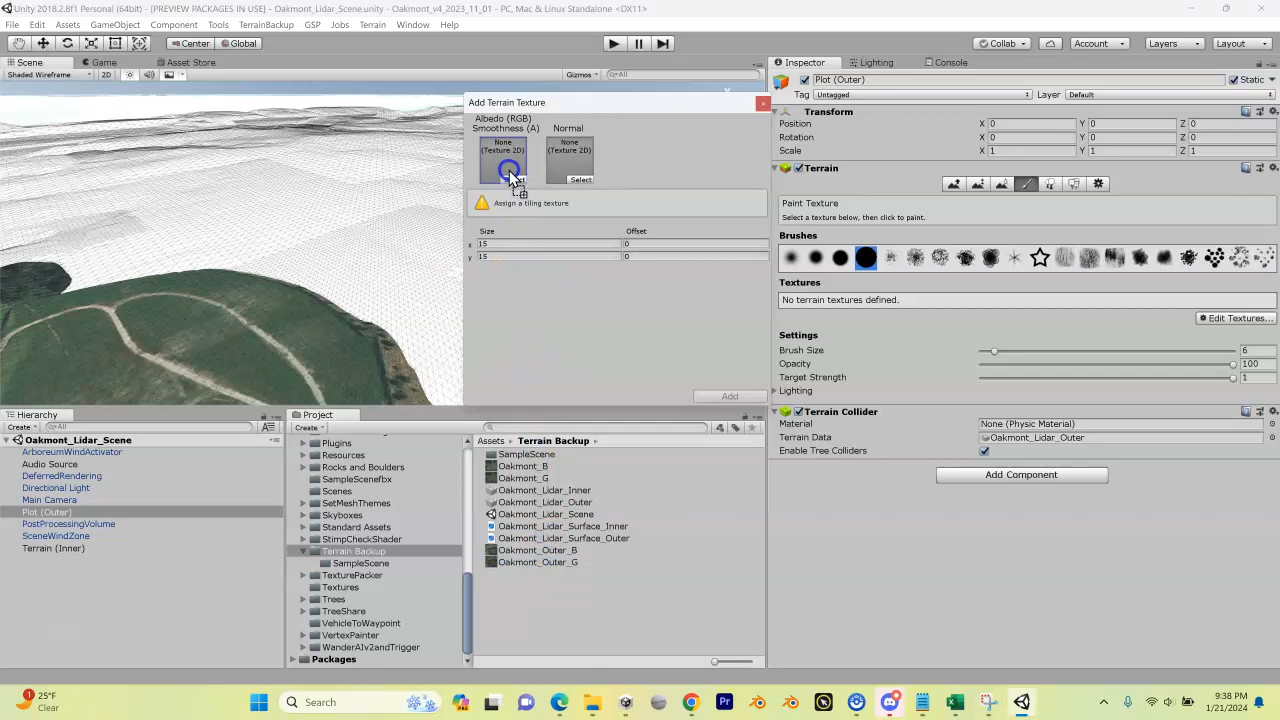 Unity 2018.2.8f1 Personal (64bit) - [PREVIEW PACKAGES IN USE] - Oakmont_Lidar_Scene.unity - Oakmont_v4_2023_11_01 - PC, Mac & Linux Standalone <DX11>
File Edit Assets GameObject Component Tools TerrainBackup GSP Jobs Terrain Window Help
Center Global Collab Account Layers Layout
Scene Game Asset Store Inspector Lighting Console
Shaded Wireframe 2D Gizmos All
Plot (Outer) Static
Tag Untagged Layer Default
Transform
Position X 0 Y 0 Z 0
Rotation X 0 Y 0 Z 0
Scale X 1 Y 1 Z 1
Terrain
Paint Texture
Select a texture below, then click to paint.
Brushes
Textures
No terrain textures defined.
Edit Textures...
Settings
Brush Size 6
Opacity 100
Target Strength 1
Lighting
Terrain Collider
Material None (Physic Material)
Terrain Data Oakmont_Lidar_Outer
Enable Tree Colliders
Add Component
Add Terrain Texture
Albedo (RGB)
Smoothness (A) Normal
None (Texture 2D) None (Texture 2D)
Select
Assign a tiling texture
Size Offset
x 15 0
y 15 0
Add
Hierarchy
Create All
Oakmont_Lidar_Scene
ArboreumWindActivator
Audio Source
DeferredRendering
Directional Light
Main Camera
Plot (Outer)
PostProcessingVolume
SceneWindZone
Terrain (Inner)
Project
Create
Plugins
Resources
Rocks and Boulders
SampleScenefbx
Scenes
SetMeshThemes
Skyboxes
Standard Assets
StimpCheckShader
Terrain Backup
SampleScene
TexturePacker
Textures
Trees
TreeShare
VehicleToWaypoint
VertexPainter
WanderAIv2andTrigger
Packages
Assets Terrain Backup
SampleScene
Oakmont_B
Oakmont_G
Oakmont_Lidar_Inner
Oakmont_Lidar_Outer
Oakmont_Lidar_Scene
Oakmont_Lidar_Surface_Inner
Oakmont_Lidar_Surface_Outer
Oakmont_Outer_B
Oakmont_Outer_G
1 25°F
Clear
Search
Pr
9:38 PM
1/21/2024